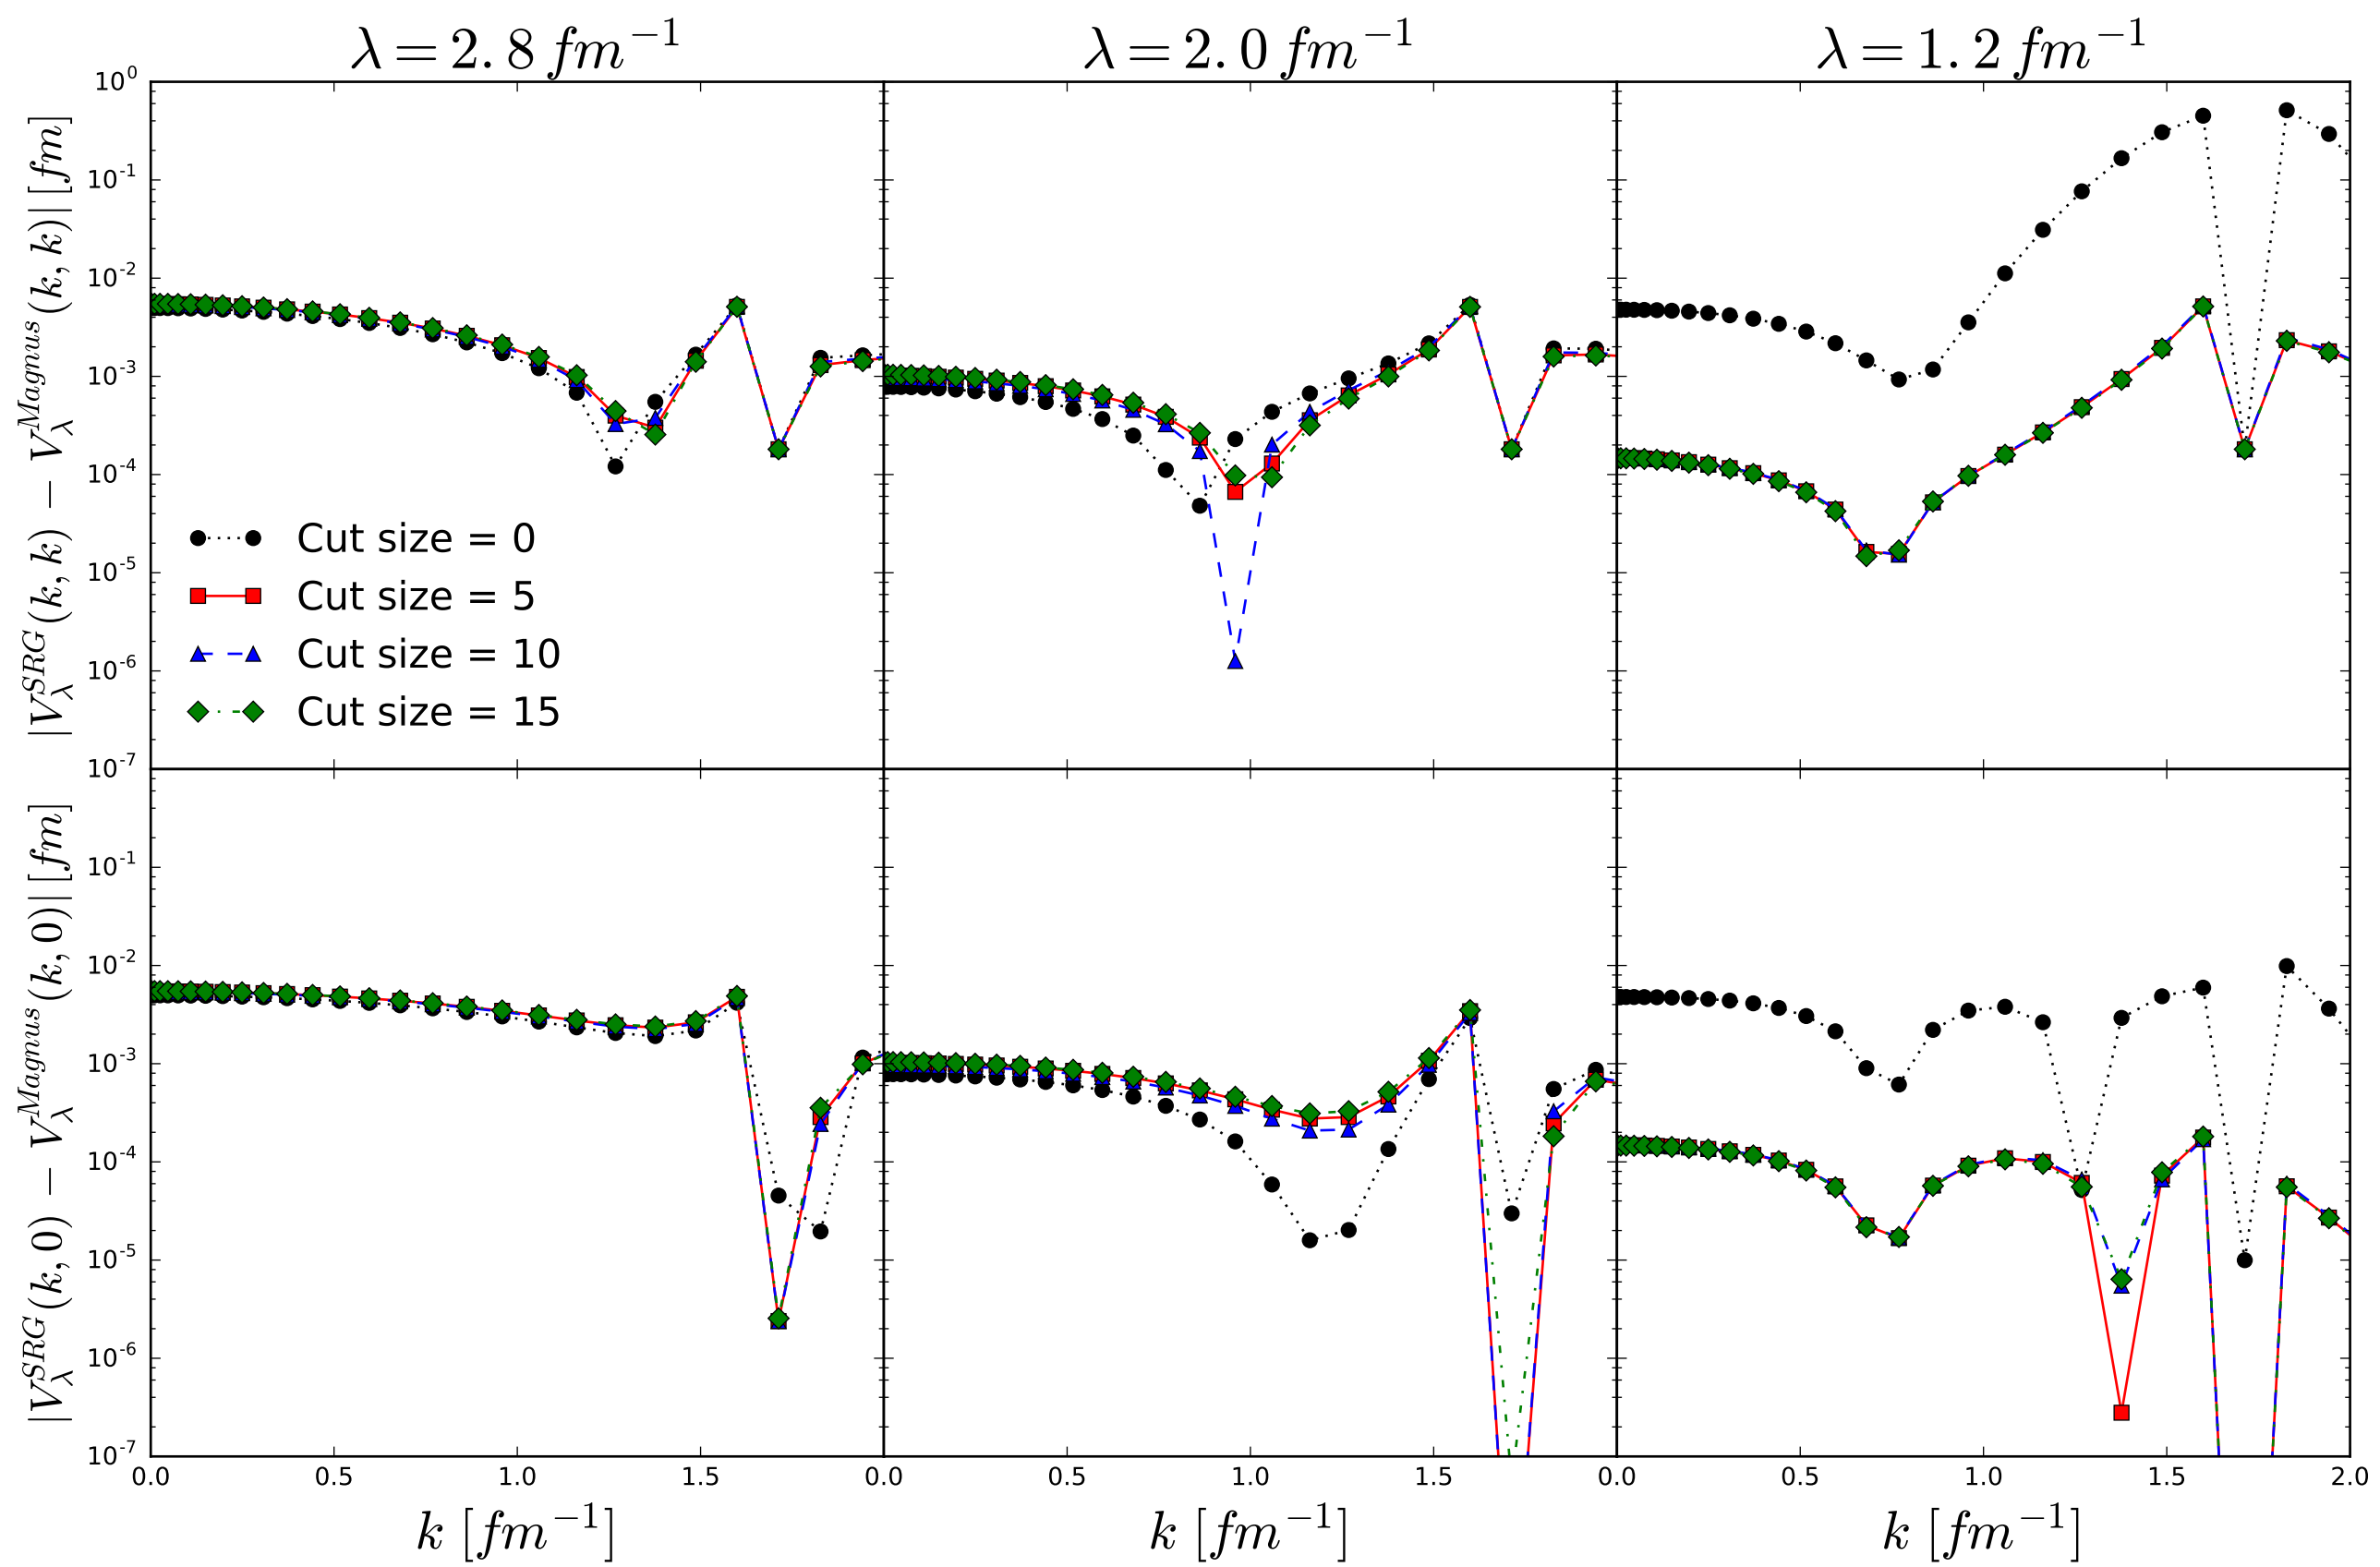 λ = 2.8 fm⁻¹
λ = 2.0 fm⁻¹
λ = 1.2 fm⁻¹
|V_λ^{SRG}(k, k) − V_λ^{Magnus}(k, k)| [fm]
10⁰
10⁻¹
10⁻²
10⁻³
10⁻⁴
10⁻⁵
10⁻⁶
10⁻⁷
Cut size = 0
Cut size = 5
Cut size = 10
Cut size = 15
|V_λ^{SRG}(k, 0) − V_λ^{Magnus}(k, 0)| [fm]
10⁻¹
10⁻²
10⁻³
10⁻⁴
10⁻⁵
10⁻⁶
10⁻⁷
0.0 0.5 1.0 1.5 0.0 0.5 1.0 1.5 0.0 0.5 1.0 1.5 2.0
k [fm⁻¹]
k [fm⁻¹]
k [fm⁻¹]